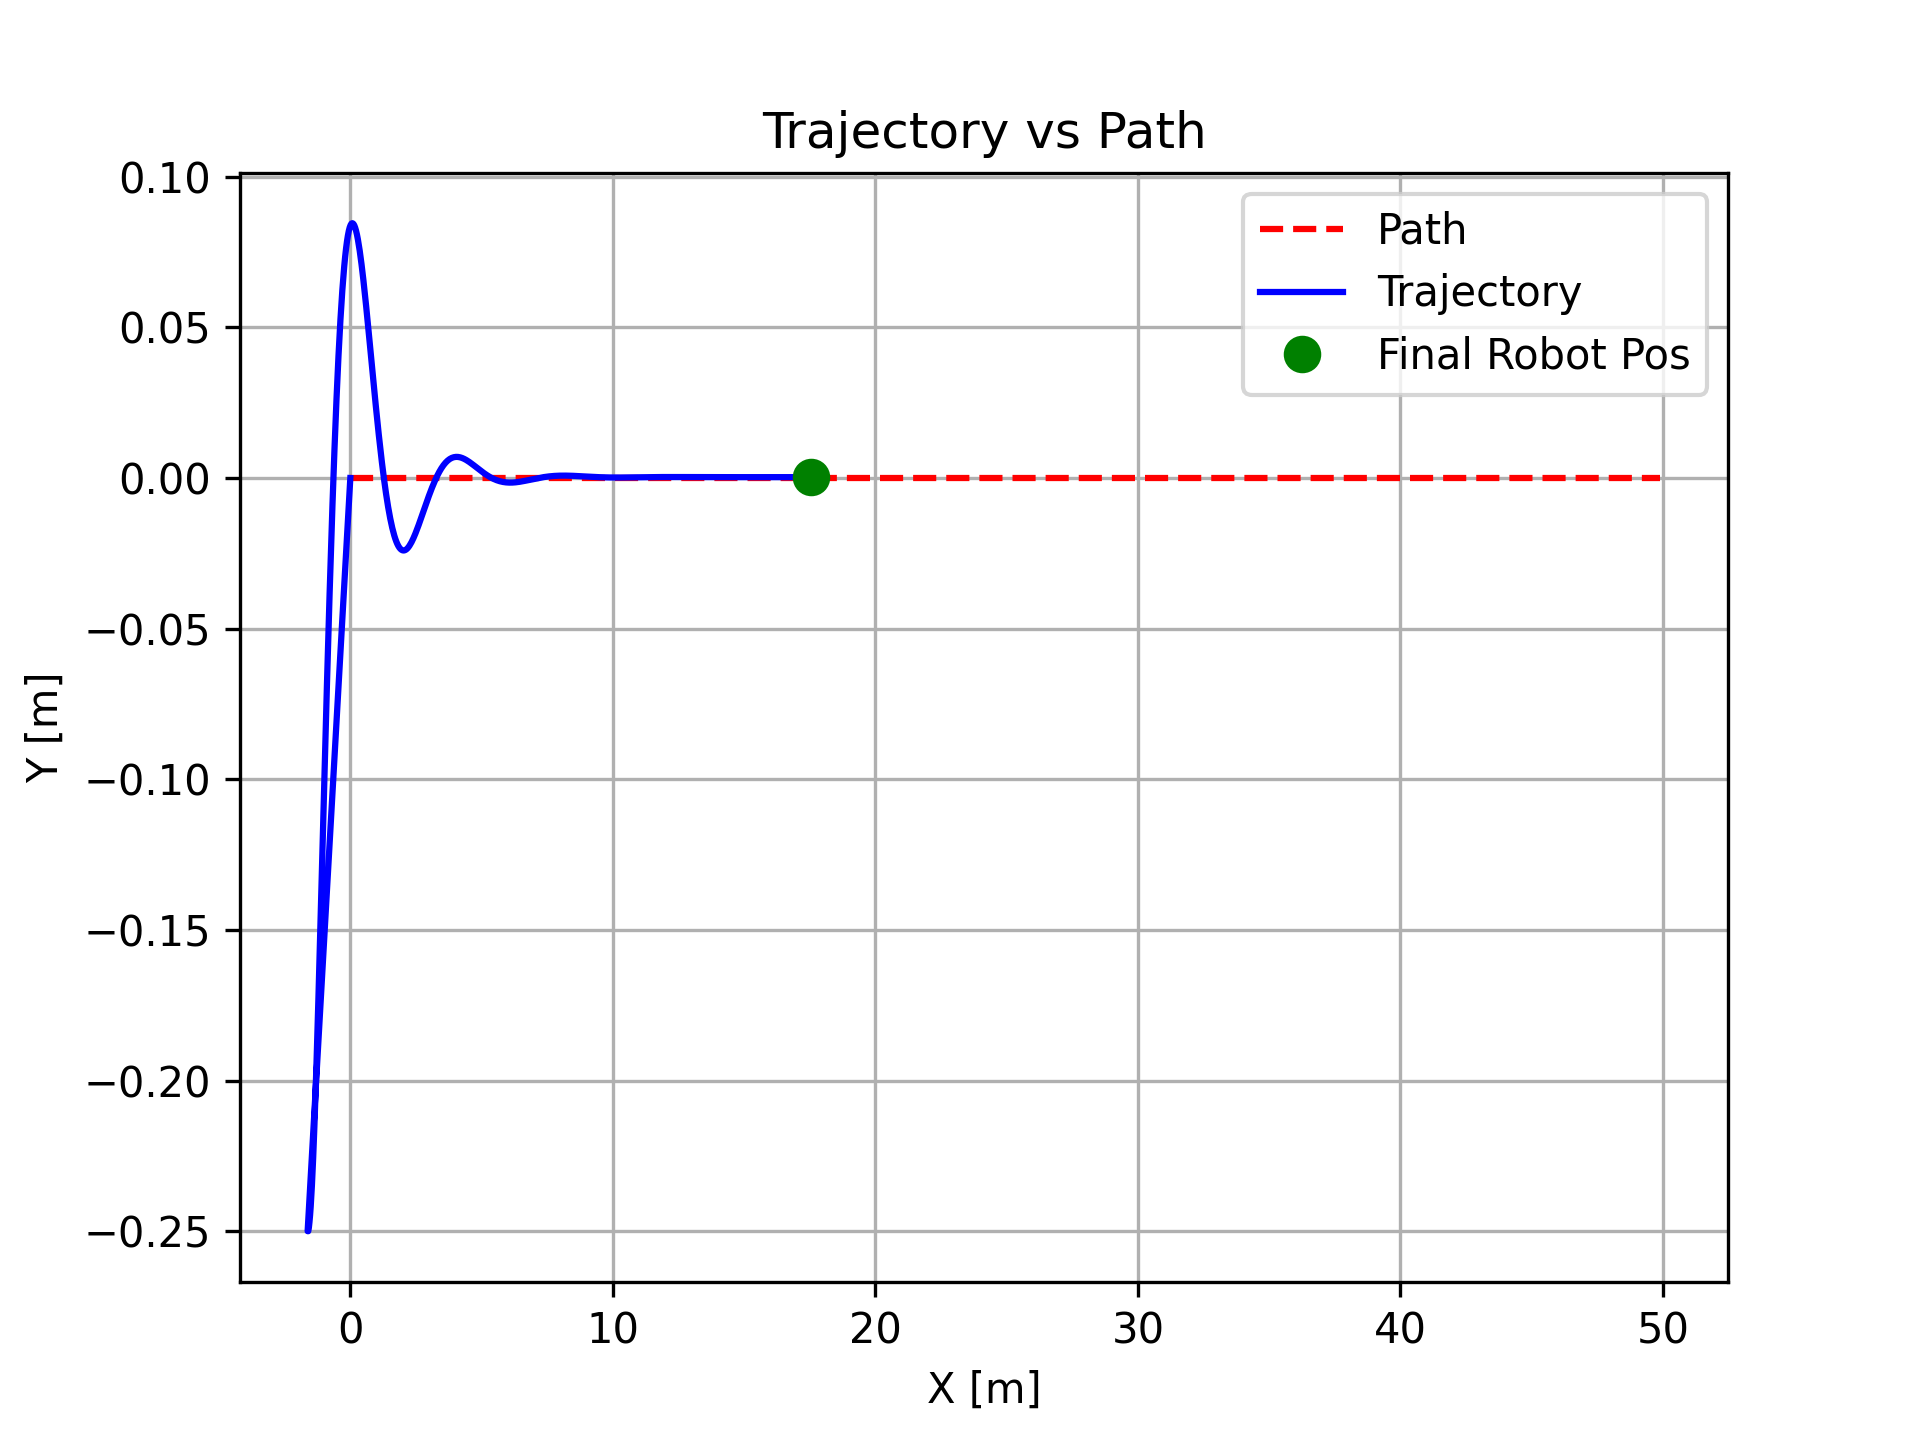 Trajectory vs Path
0.10
0.05
0.00
−0.05
−0.10
−0.15
−0.20
−0.25
Y [m]
Path
Trajectory
Final Robot Pos
0 10 20 30 40 50
X [m]